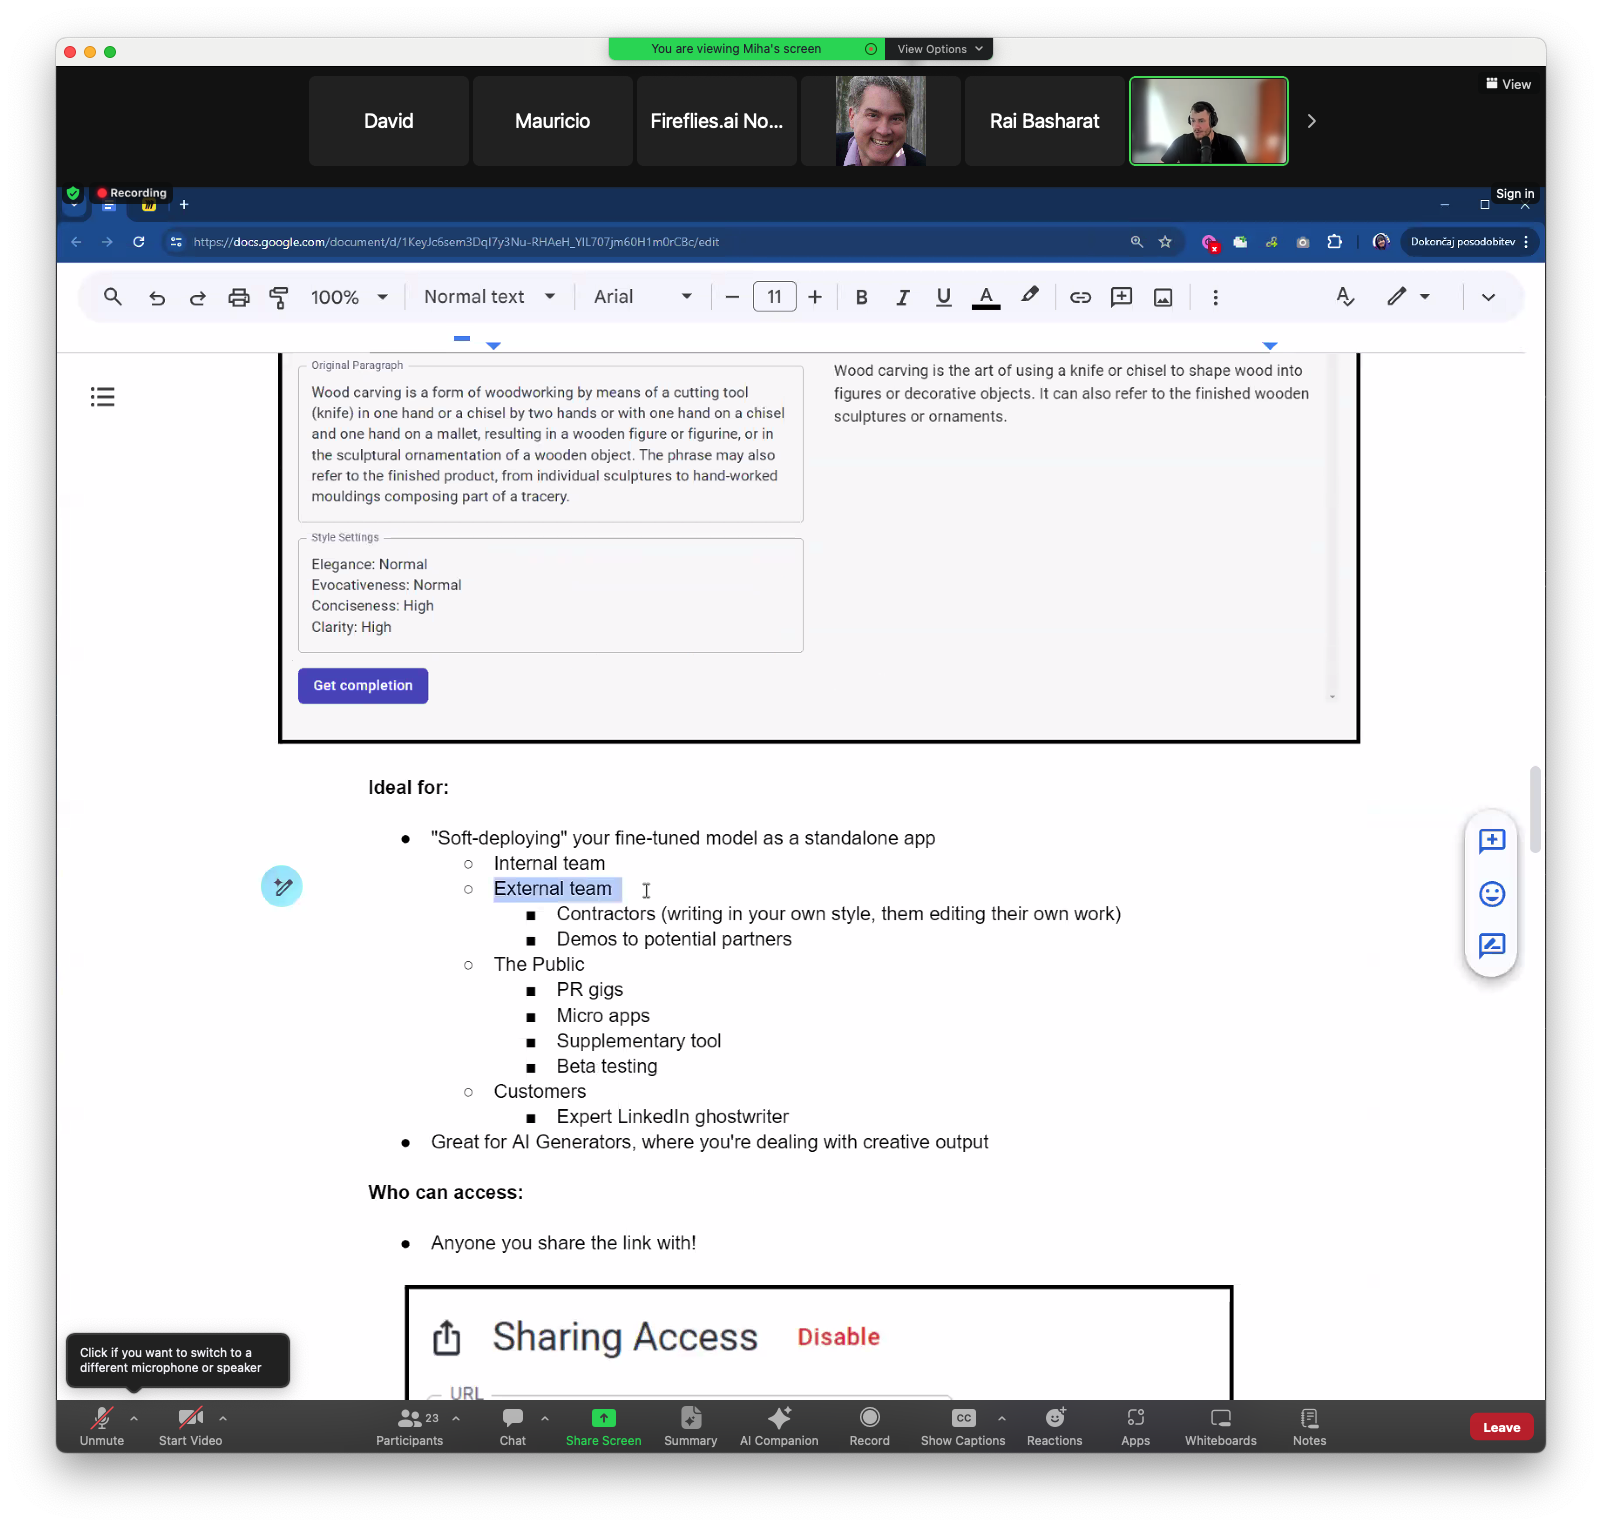 You are viewing Miha's screen
View Options
View
David
Mauricio
Fireflies.ai No...
Rai Basharat
Recording
Sign in
https://docs.google.com/document/d/1KeyJc6sem3DqI7y3Nu-RHAeH_YIL707jm60H1m0rC8c/edit
Dokončaj posodobitev
100%
Normal text
Arial
11
B
I
U
A
Original Paragraph
Wood carving is a form of woodworking by means of a cutting tool
(knife) in one hand or a chisel by two hands or with one hand on a chisel
and one hand on a mallet, resulting in a wooden figure or figurine, or in
the sculptural ornamentation of a wooden object. The phrase may also
refer to the finished product, from individual sculptures to hand-worked
mouldings composing part of a tracery.
Wood carving is the art of using a knife or chisel to shape wood into
figures or decorative objects. It can also refer to the finished wooden
sculptures or ornaments.
Style Settings
Elegance: Normal
Evocativeness: Normal
Conciseness: High
Clarity: High
Get completion
Ideal for:
● "Soft-deploying" your fine-tuned model as a standalone app
○ Internal team
○ External team
■ Contractors (writing in your own style, them editing their own work)
■ Demos to potential partners
○ The Public
■ PR gigs
■ Micro apps
■ Supplementary tool
■ Beta testing
○ Customers
■ Expert LinkedIn ghostwriter
● Great for AI Generators, where you're dealing with creative output
Who can access:
● Anyone you share the link with!
Sharing Access
Disable
URL
Click if you want to switch to a
different microphone or speaker
Unmute
Start Video
23
Participants
Chat
Share Screen
Summary
AI Companion
Record
CC
Show Captions
Reactions
Apps
Whiteboards
Notes
Leave